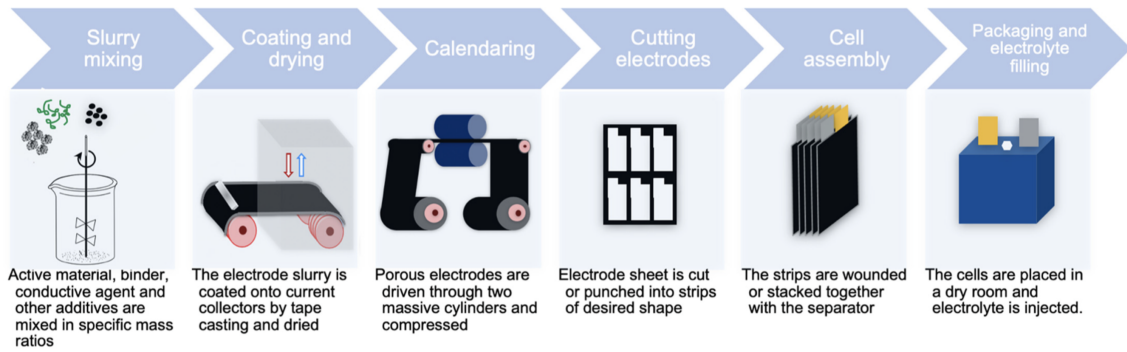 Slurry
mixing
Coating and
drying
Calendaring
Cutting
electrodes
Cell
assembly
Packaging and
electrolyte
filling
Active material, binder,
conductive agent and
other additives are
mixed in specific mass
ratios
The electrode slurry is
coated onto current
collectors by tape
casting and dried
Porous electrodes are
driven through two
massive cylinders and
compressed
Electrode sheet is cut
or punched into strips
of desired shape
The strips are wounded
or stacked together
with the separator
The cells are placed in
a dry room and
electrolyte is injected.